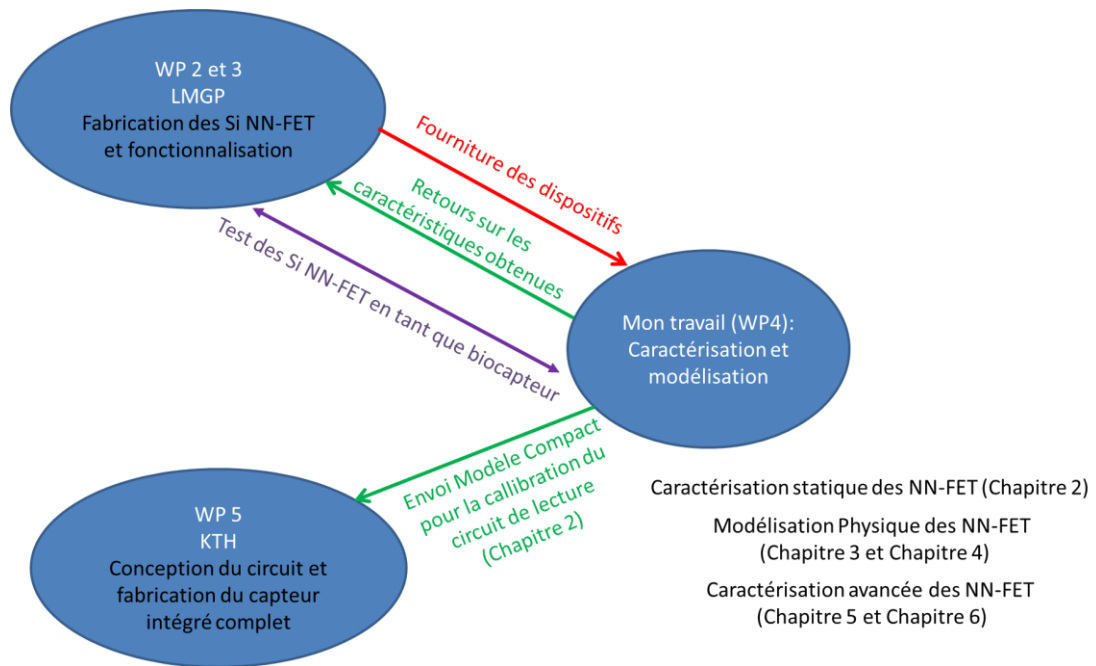 WP 2 et 3
LMGP
Fabrication des Si NN-FET
et fonctionnalisation
Fourniture des dispositifs
Retours sur les
caractéristiques obtenues
Test des Si NN-FET en tant que biocapteur
Mon travail (WP4):
Caractérisation et
modélisation
Envoi Modèle Compact
pour la callibration du
circuit de lecture
(Chapitre 2)
WP 5
KTH
Conception du circuit et
fabrication du capteur
intégré complet
Caractérisation statique des NN-FET (Chapitre 2)
Modélisation Physique des NN-FET
(Chapitre 3 et Chapitre 4)
Caractérisation avancée des NN-FET
(Chapitre 5 et Chapitre 6)